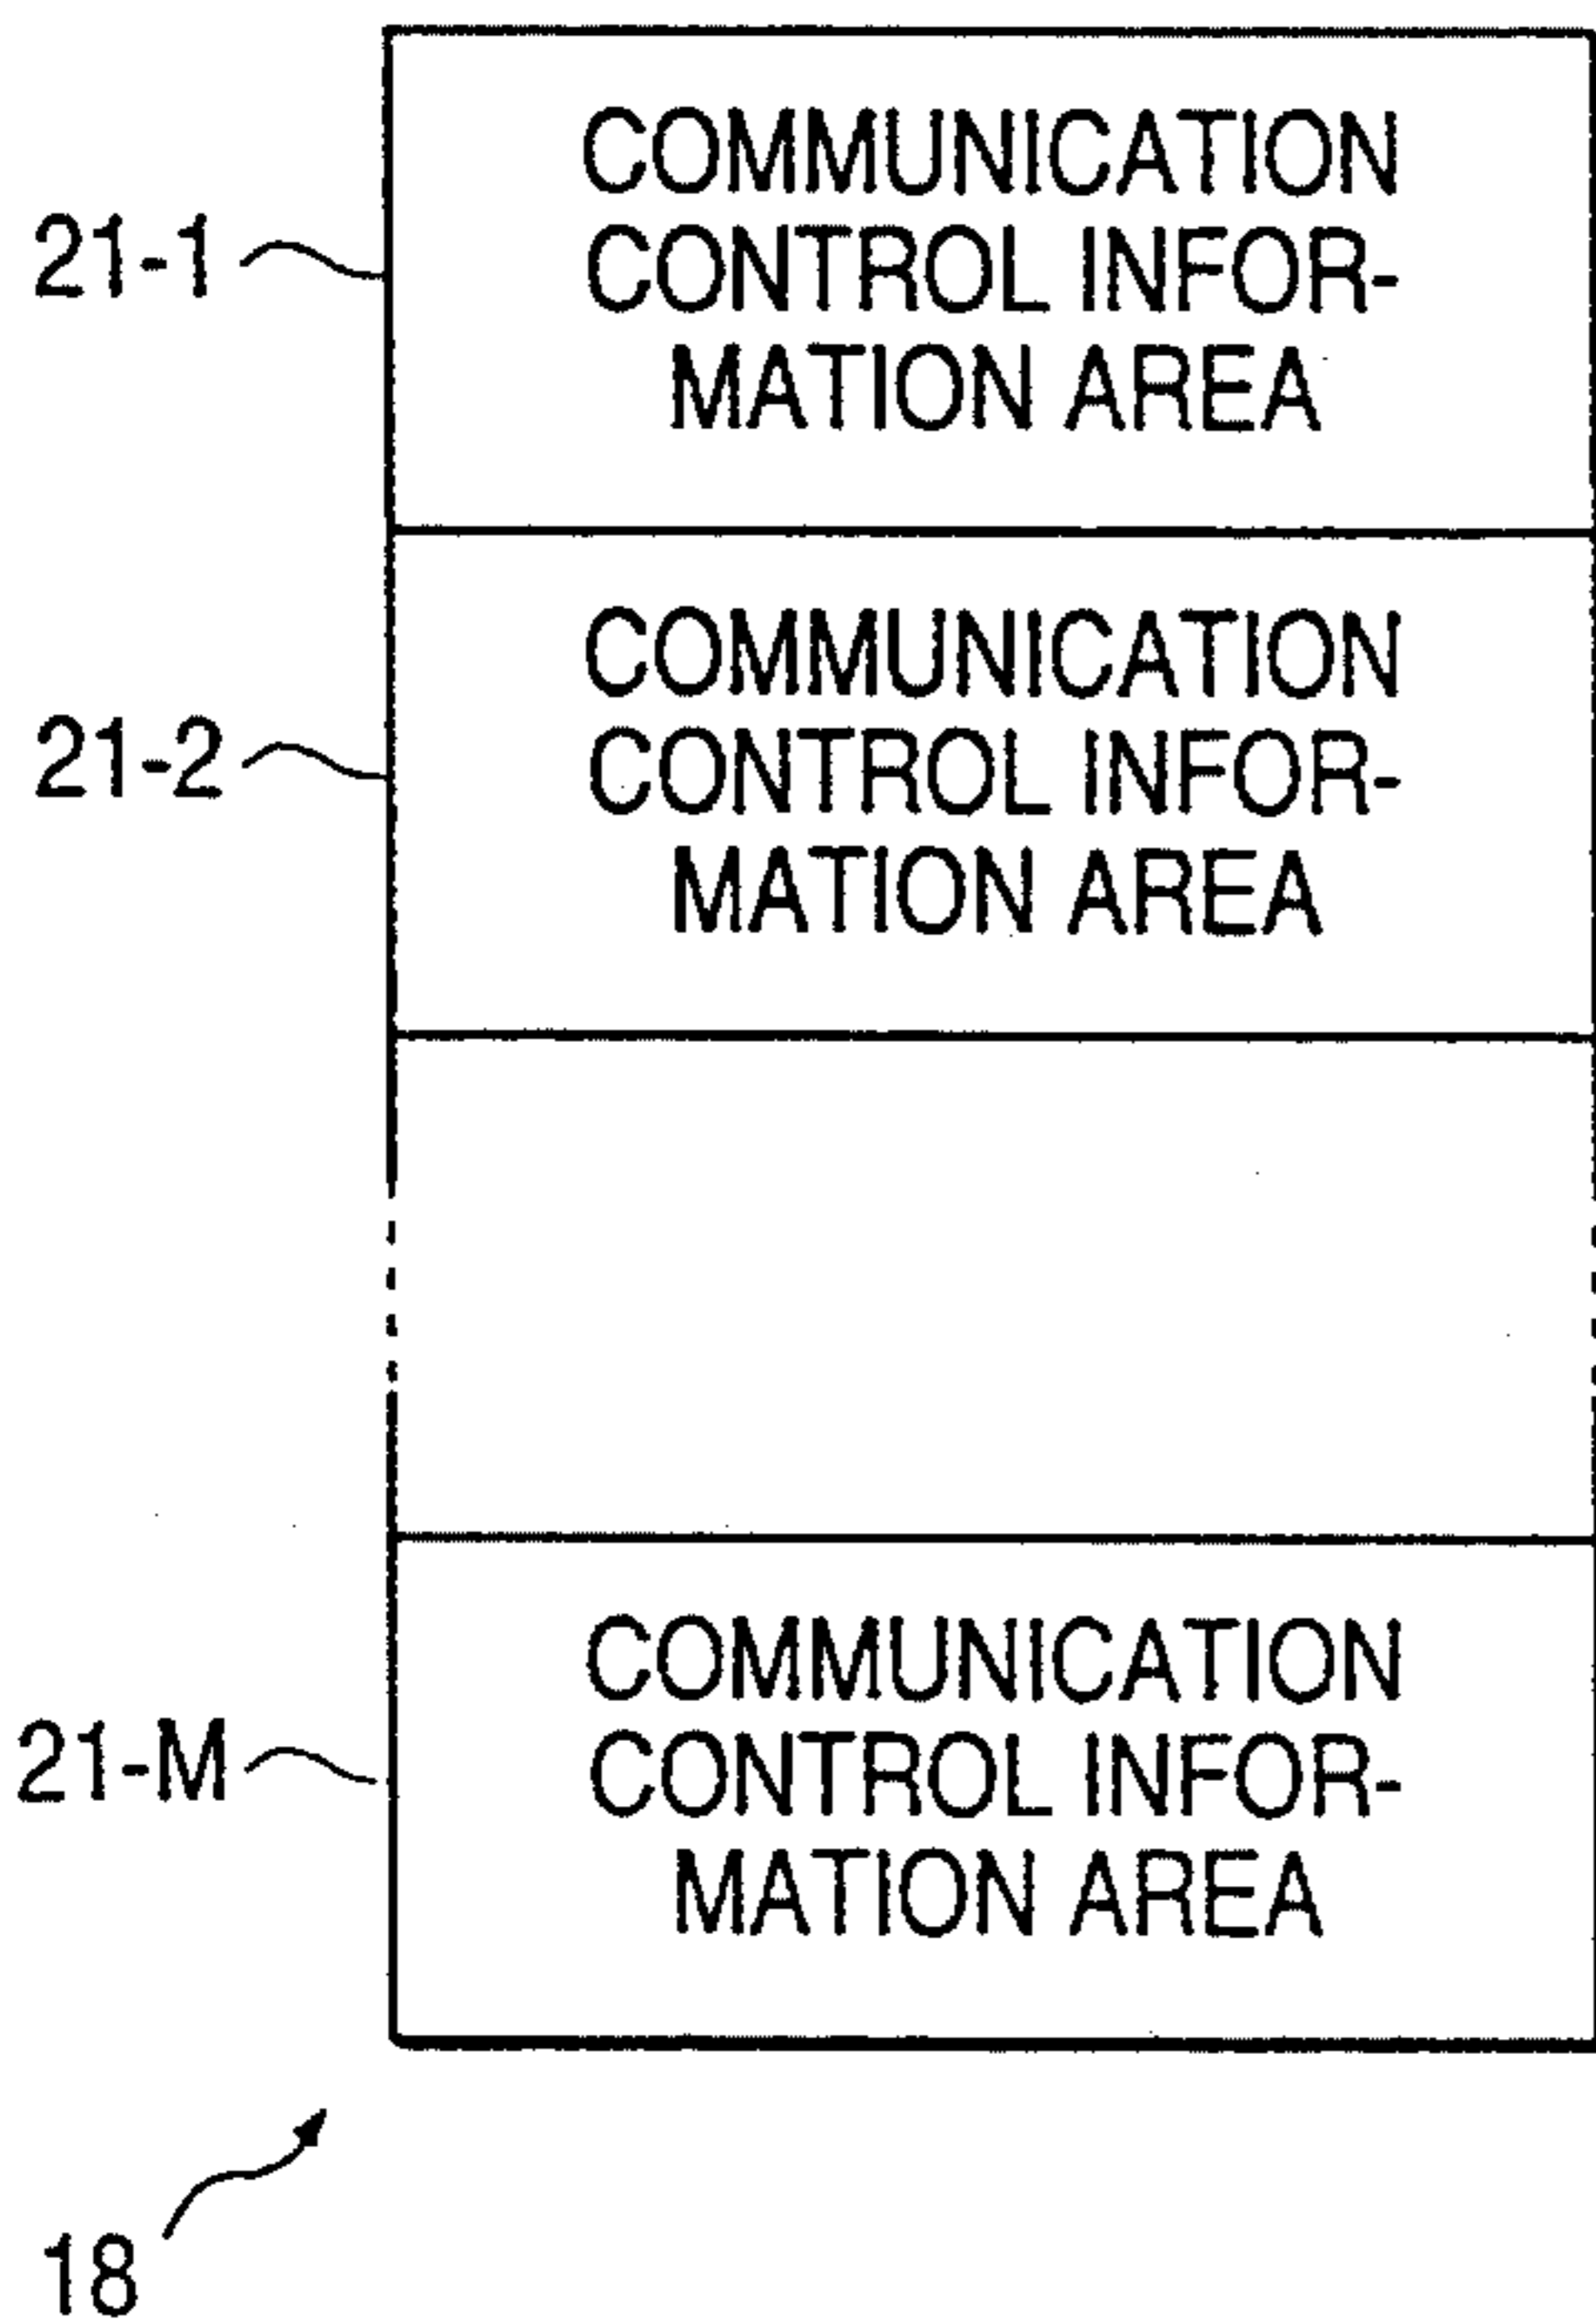 COMMUNICATION
CONTROL INFOR-
MATION AREA
21-1
COMMUNICATION
CONTROL INFOR-
MATION AREA
21-2
COMMUNICATION
CONTROL INFOR-
MATION AREA
21-M
18